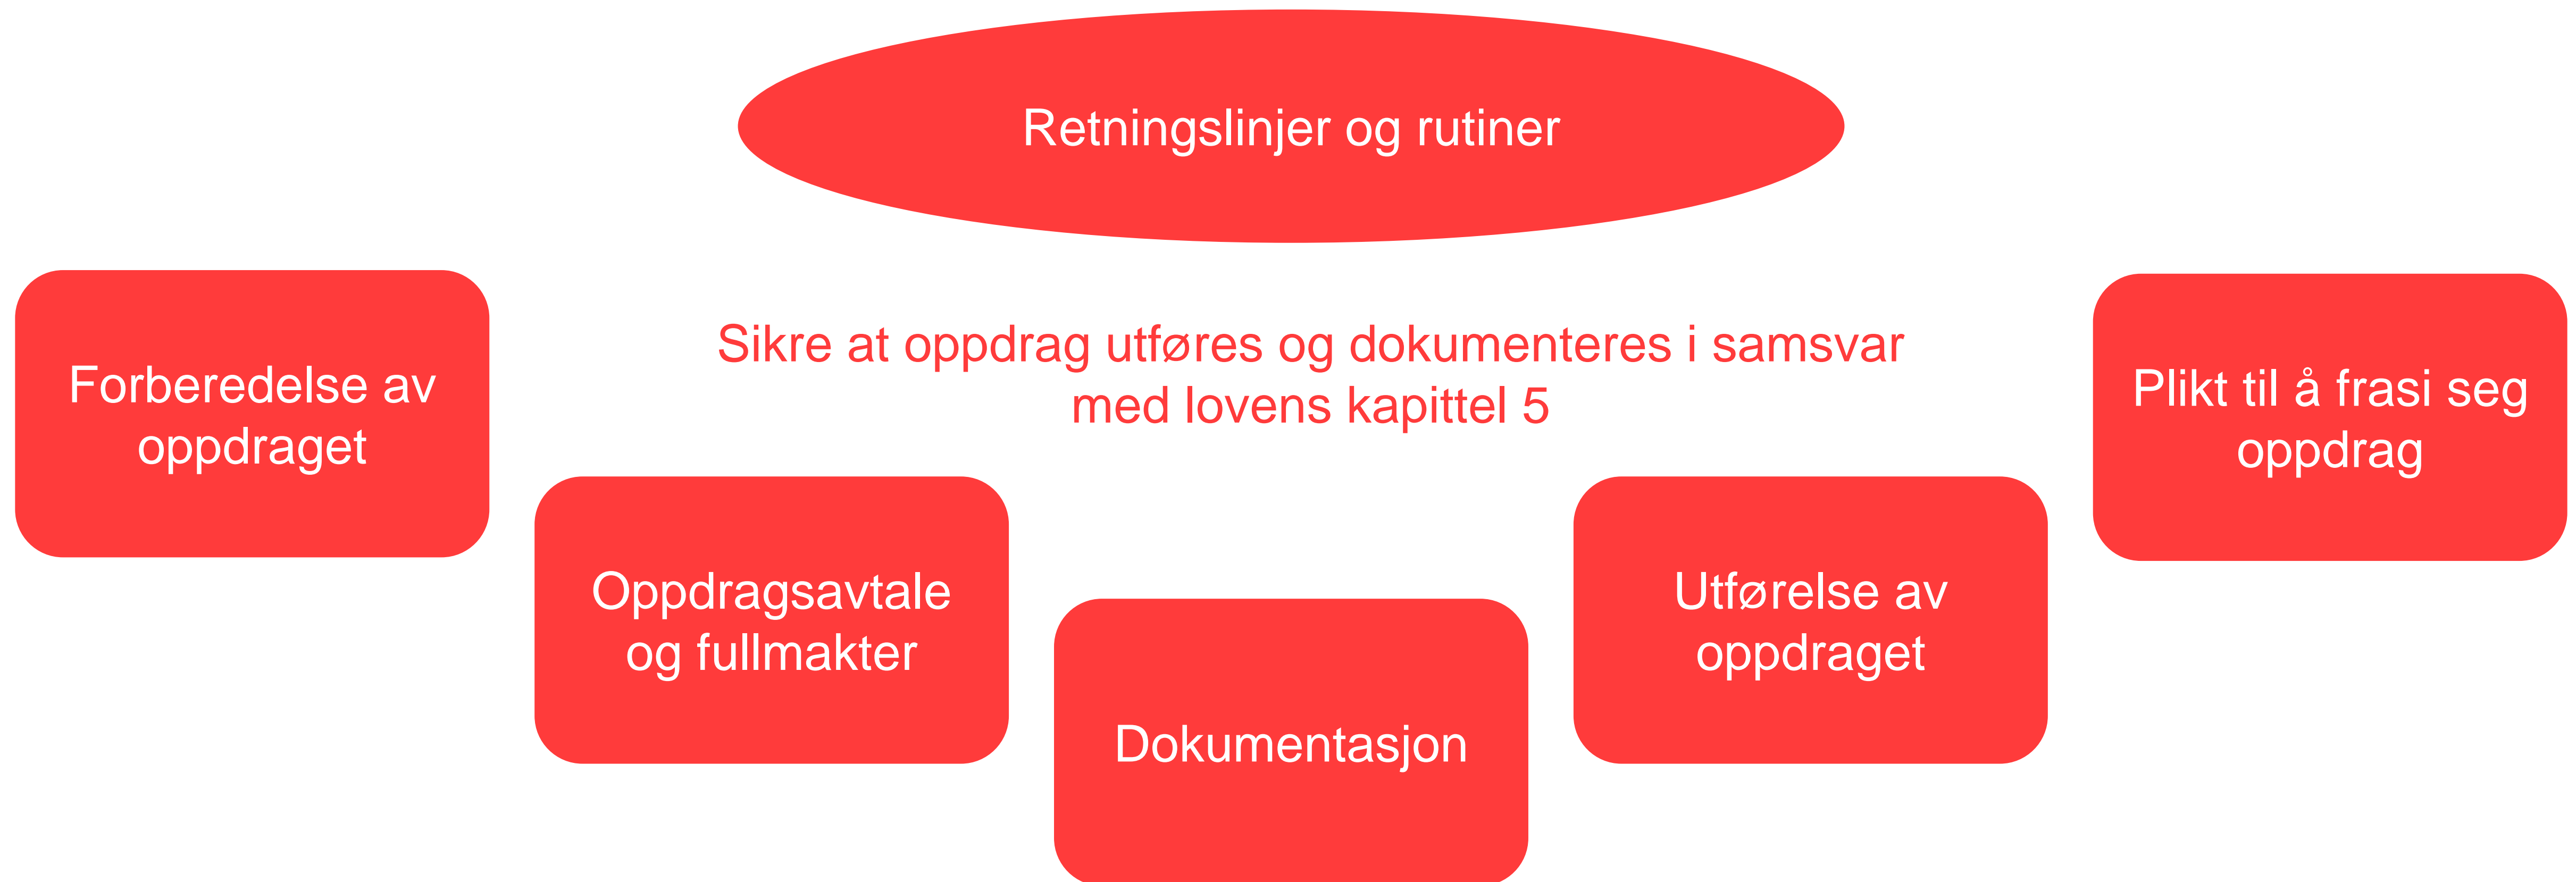 Retningslinjer og rutiner
Sikre at oppdrag utføres og dokumenteres i samsvar
med lovens kapittel 5
Forberedelse av
oppdraget
Oppdragsavtale
og fullmakter
Dokumentasjon
Utførelse av
oppdraget
Plikt til å frasi seg
oppdrag